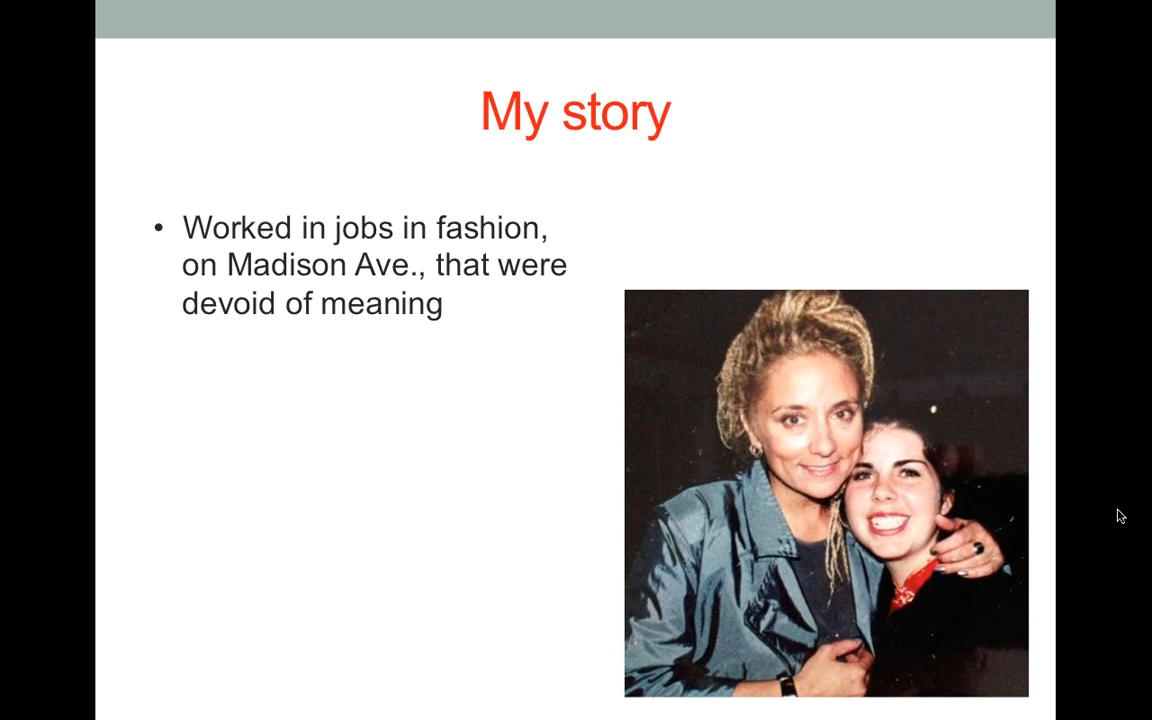 My story
• Worked in jobs in fashion,
on Madison Ave., that were
devoid of meaning